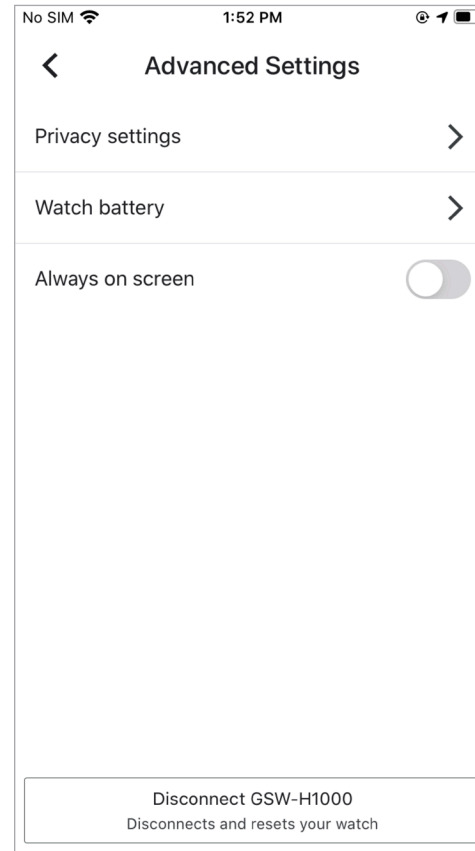 No SIM 1:52 PM
Advanced Settings
Privacy settings
Watch battery
Always on screen
Disconnect GSW-H1000
Disconnects and resets your watch